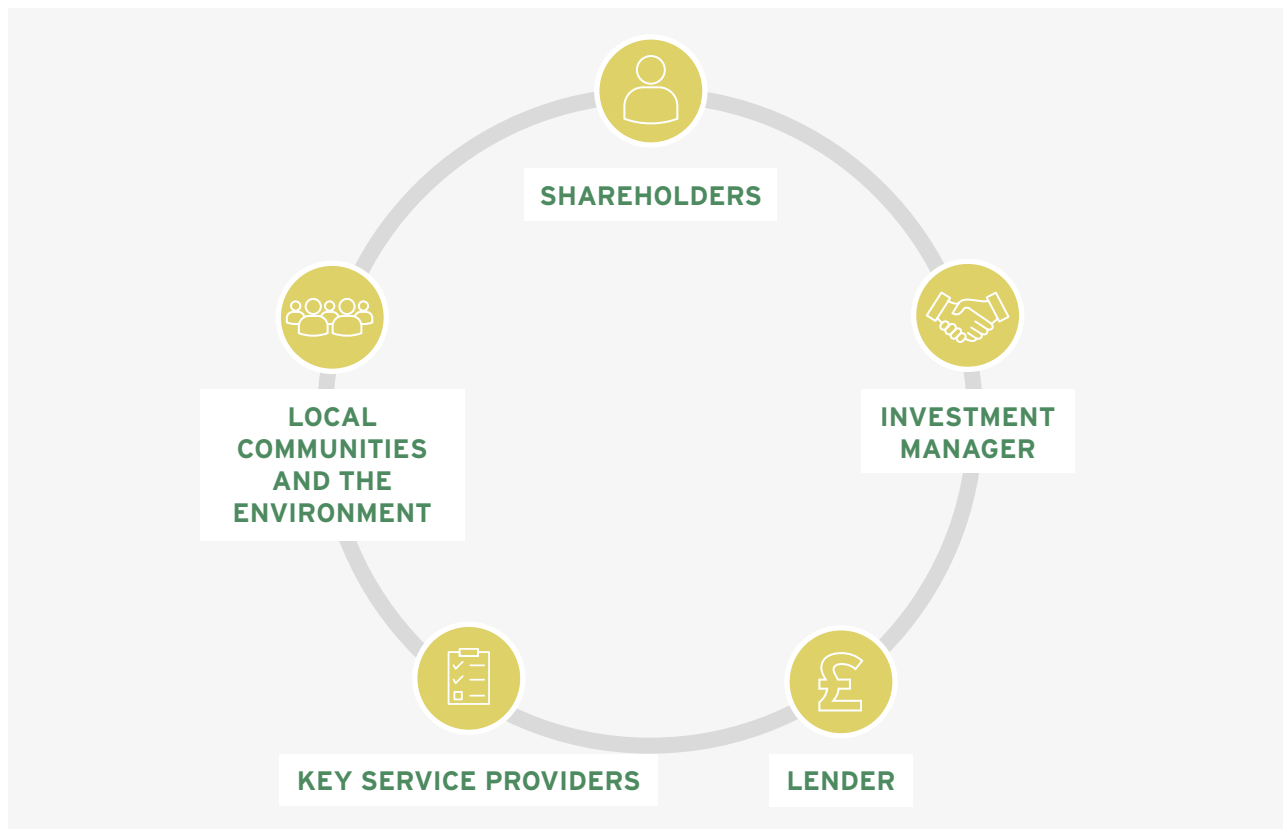 SHAREHOLDERS
INVESTMENT
MANAGER
LOCAL
COMMUNITIES
AND THE
ENVIRONMENT
£
KEY SERVICE PROVIDERS
LENDER